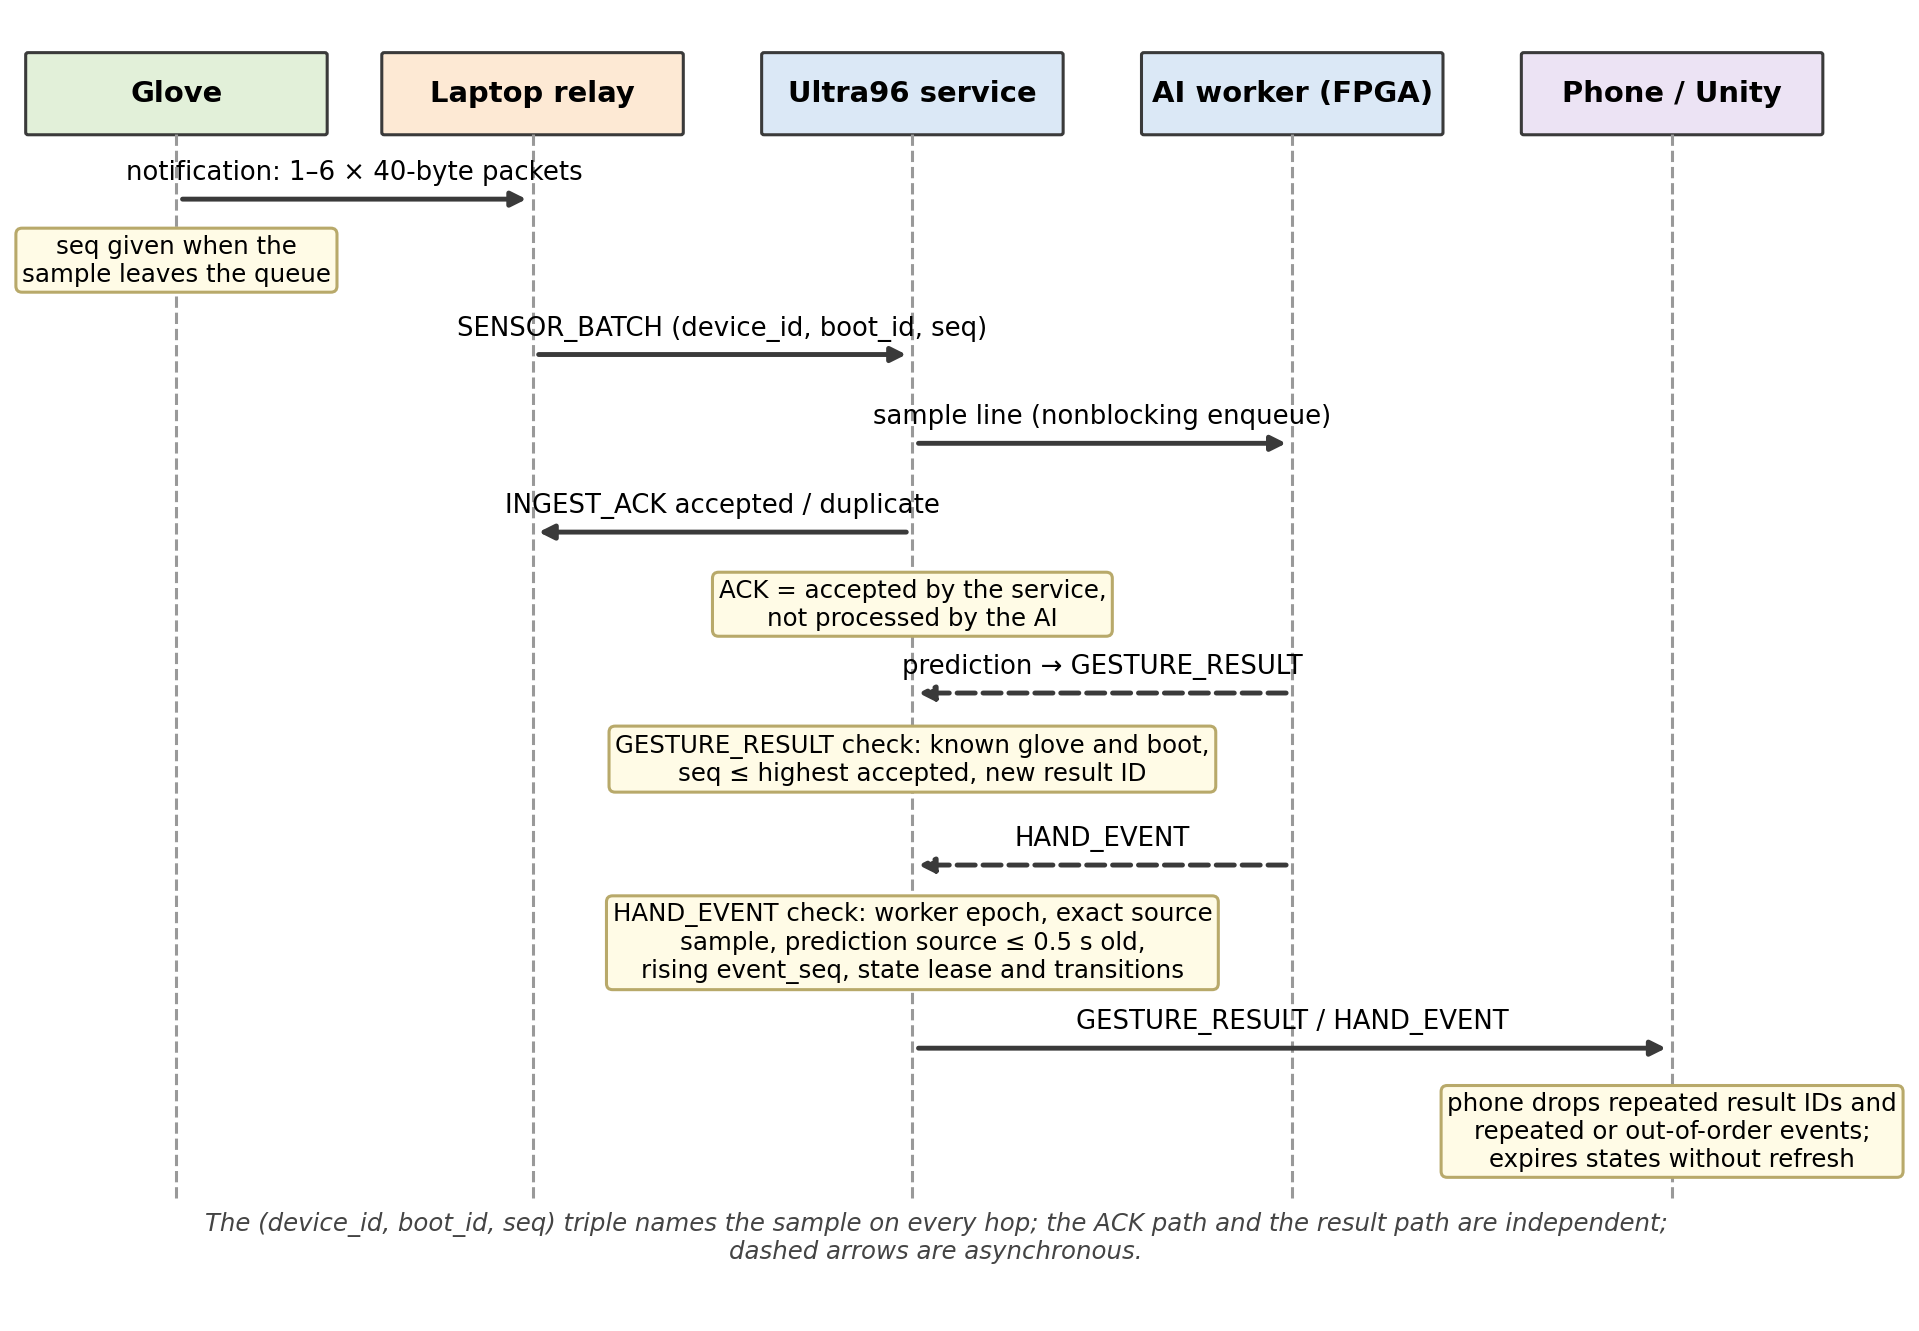 Glove
Laptop relay
Ultra96 service
AI worker (FPGA)
Phone / Unity
notification: 1–6 × 40-byte packets
seq given when the
sample leaves the queue
SENSOR_BATCH (device_id, boot_id, seq)
sample line (nonblocking enqueue)
INGEST_ACK accepted / duplicate
ACK = accepted by the service,
not processed by the AI
prediction → GESTURE_RESULT
GESTURE_RESULT check: known glove and boot,
seq ≤ highest accepted, new result ID
HAND_EVENT
HAND_EVENT check: worker epoch, exact source
sample, prediction source ≤ 0.5 s old,
rising event_seq, state lease and transitions
GESTURE_RESULT / HAND_EVENT
phone drops repeated result IDs and
repeated or out-of-order events;
expires states without refresh
The (device_id, boot_id, seq) triple names the sample on every hop; the ACK path and the result path are independent;
dashed arrows are asynchronous.